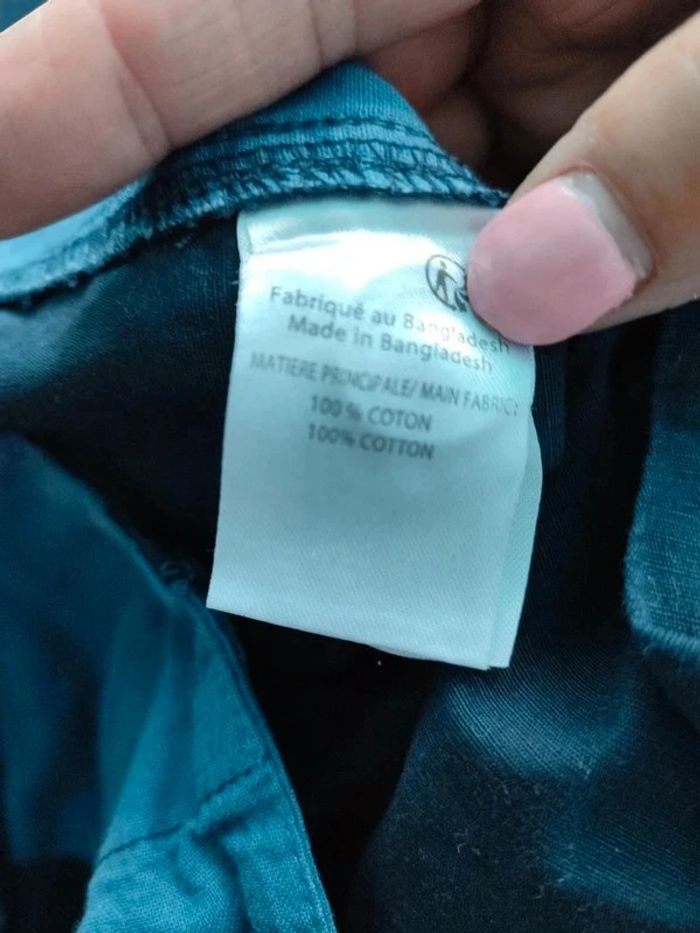 Fabriqué au Bangladesh
Made in Bangladesh
MATIERE PRINCIPALE/ MAIN FABRIC:
100 % COTON
100% COTTON